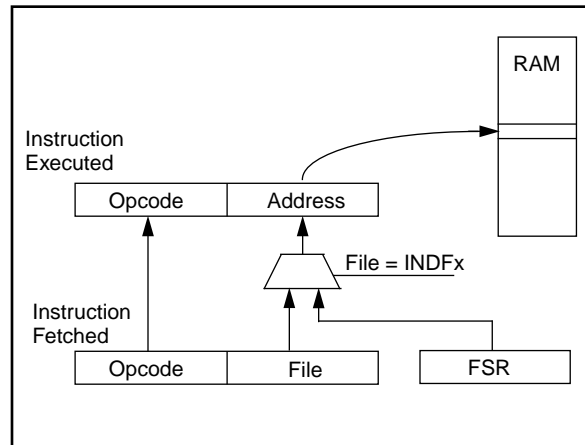 RAM
Instruction
Executed
Opcode Address
File = INDFx
Instruction
Fetched
Opcode File FSR